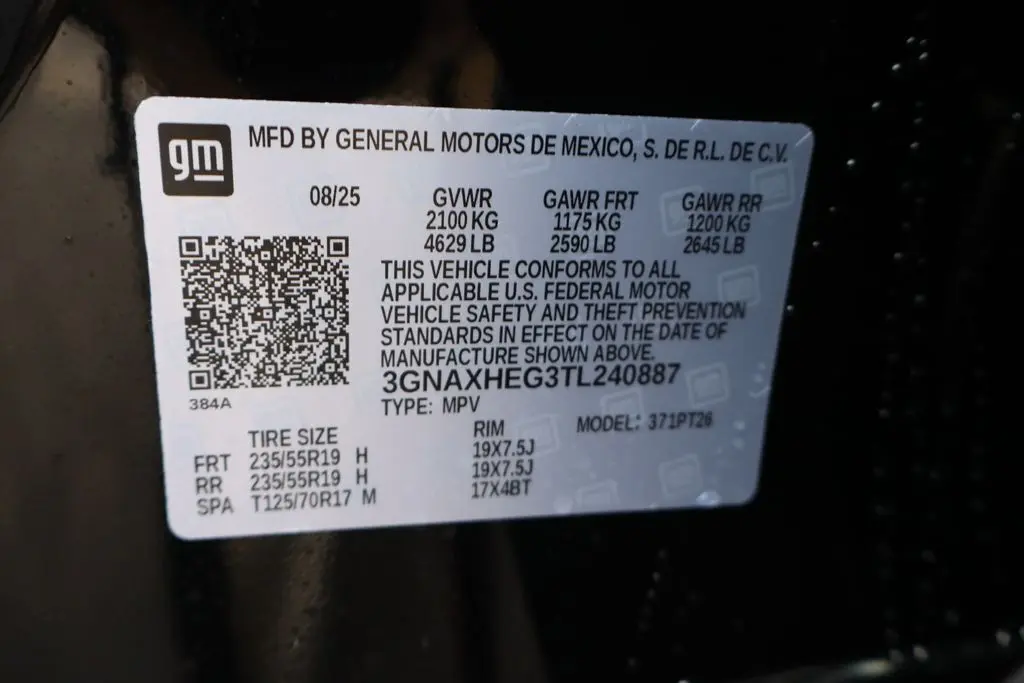 gm
MFD BY GENERAL MOTORS DE MEXICO, S. DE R.L. DE C.V.
08/25 GVWR GAWR FRT GAWR RR
2100 KG 1175 KG 1200 KG
4629 LB 2590 LB 2645 LB
THIS VEHICLE CONFORMS TO ALL
APPLICABLE U.S. FEDERAL MOTOR
VEHICLE SAFETY AND THEFT PREVENTION
STANDARDS IN EFFECT ON THE DATE OF
MANUFACTURE SHOWN ABOVE.
3GNAXHEG3TL240887
384A
TYPE: MPV MODEL: 371PT26
TIRE SIZE RIM
FRT 235/55R19 H 19X7.5J
RR 235/55R19 H 19X7.5J
SPA T125/70R17 M 17X4BT